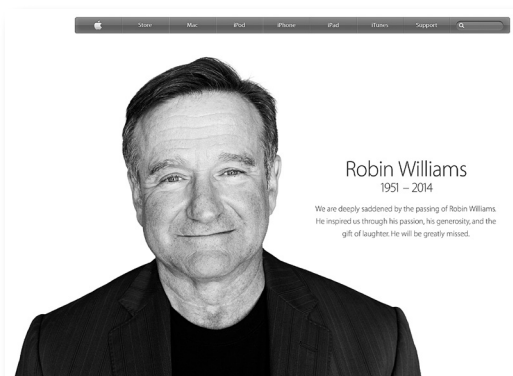 Store Mac iPod iPhone iPad iTunes Support
Robin Williams
1951 – 2014
We are deeply saddened by the passing of Robin Williams.
He inspired us through his passion, his generosity, and the
gift of laughter. He will be greatly missed.